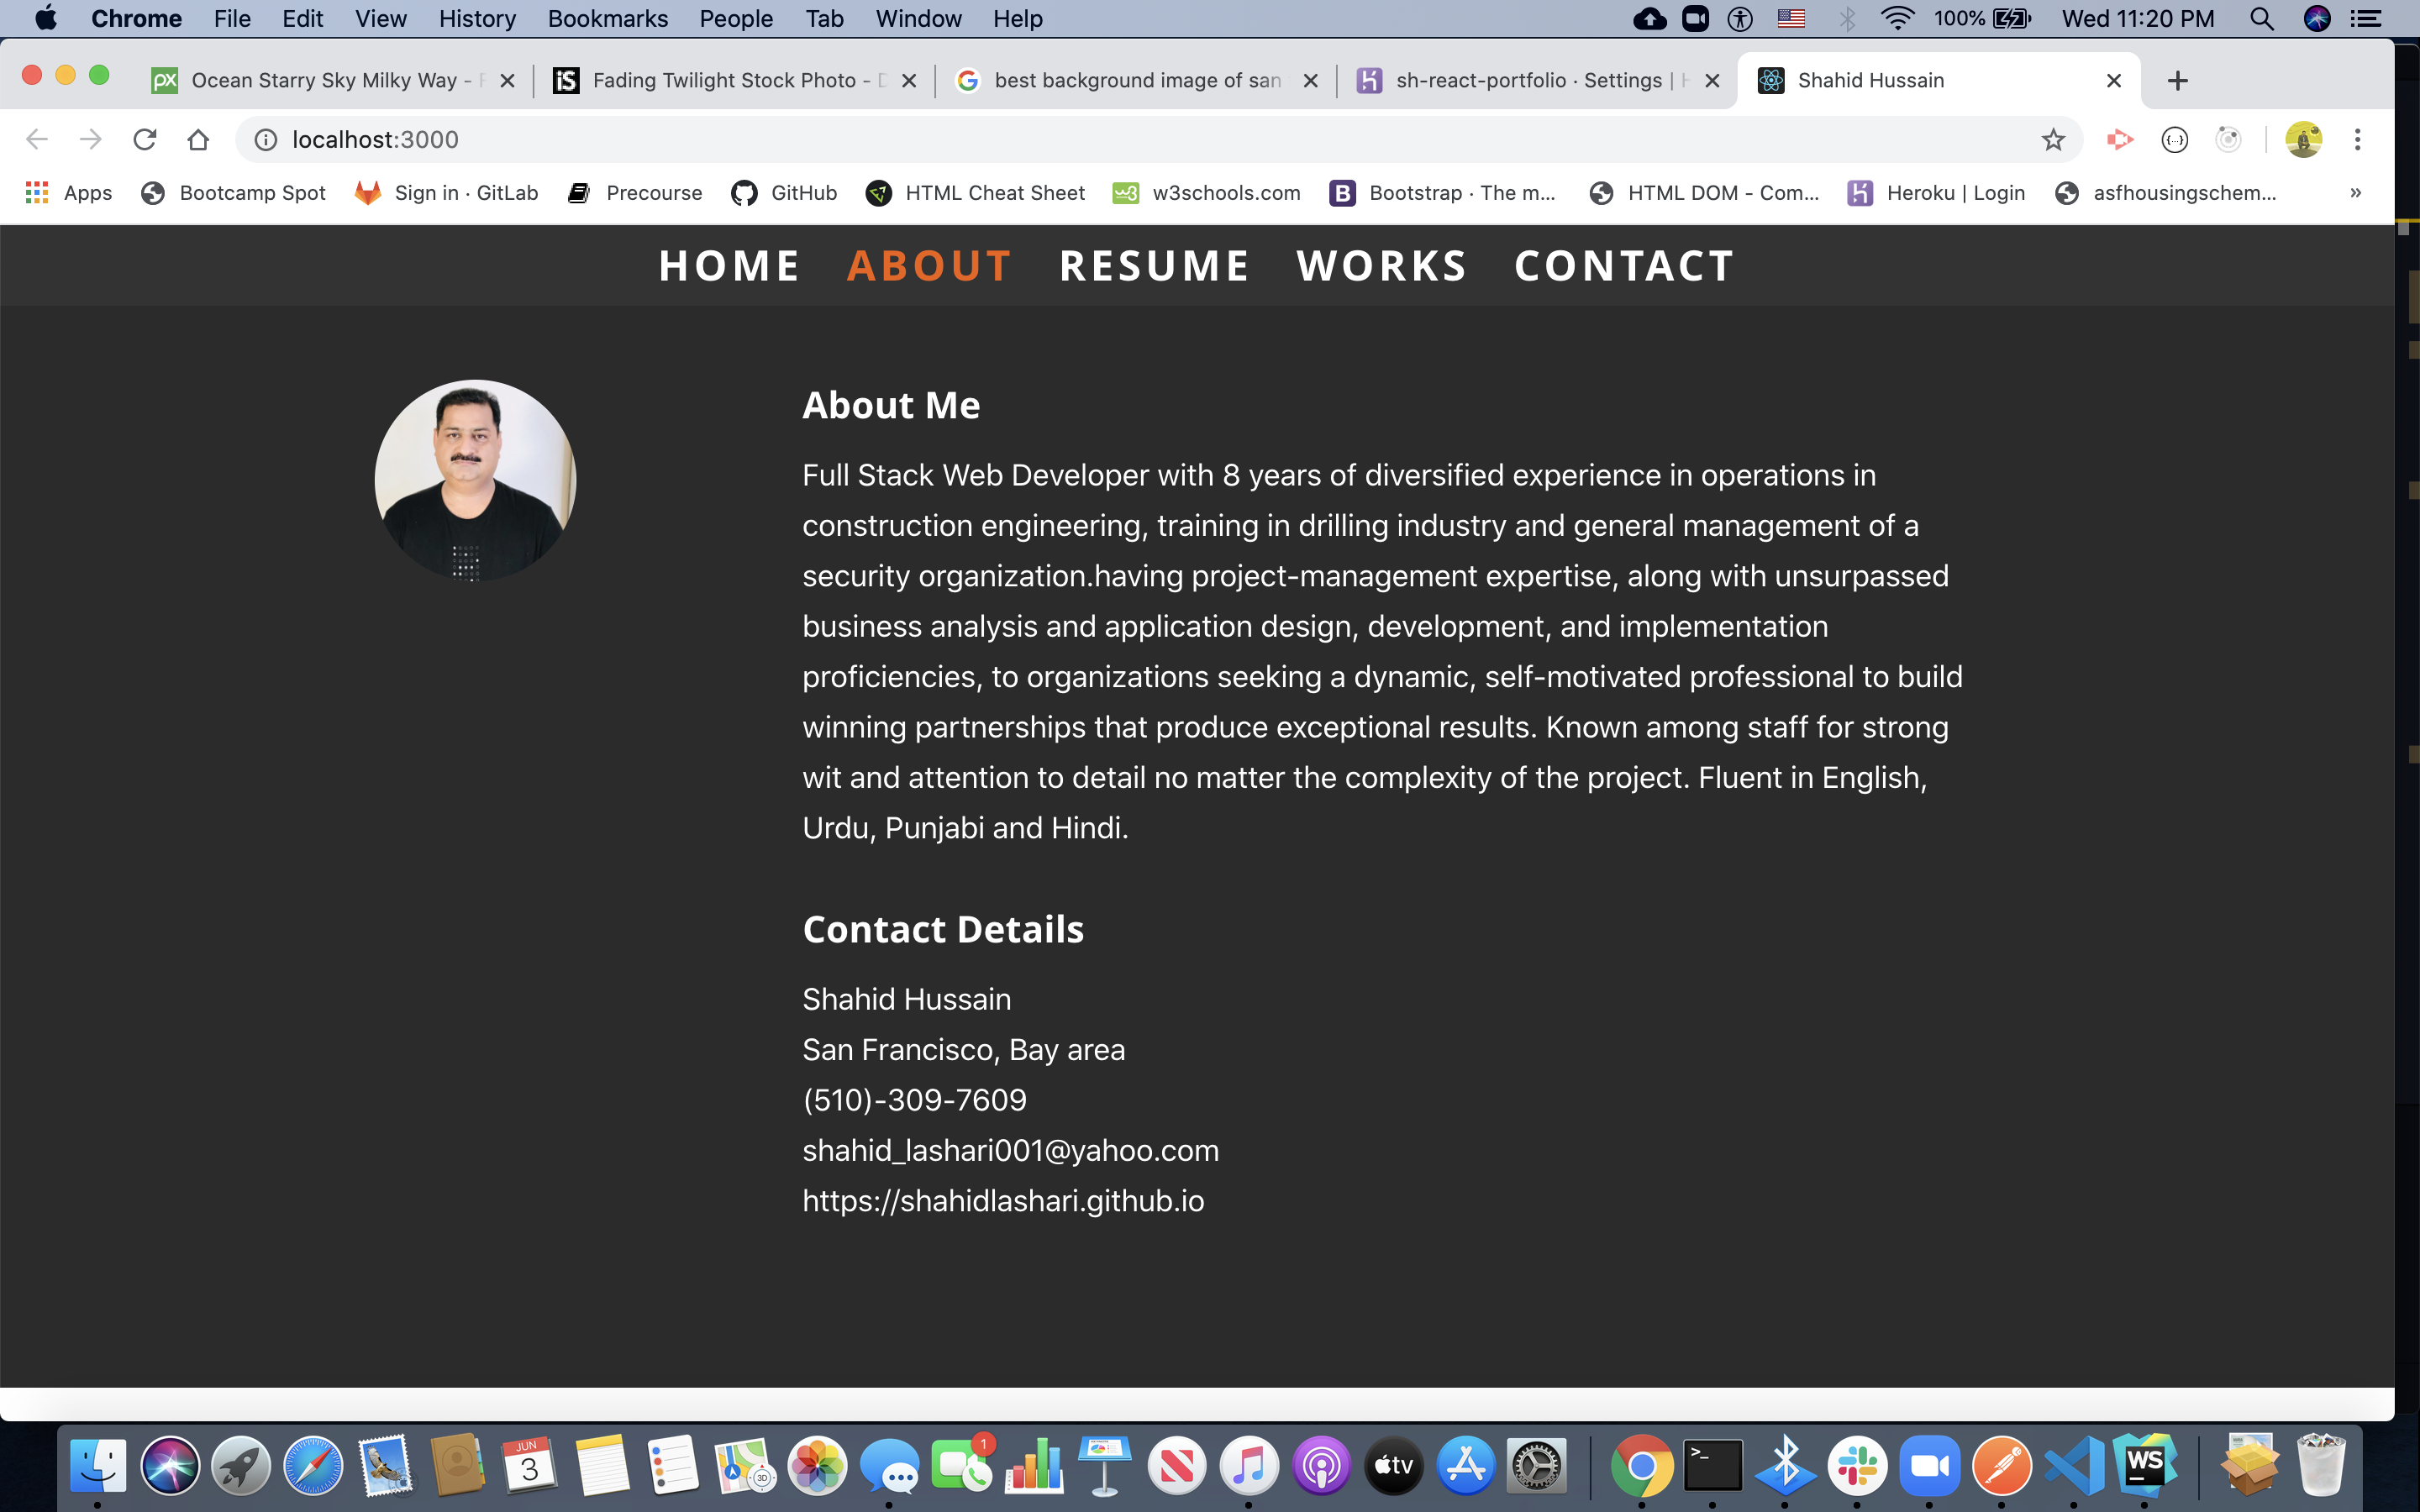 Chrome File Edit View History Bookmarks People Tab Window Help 100% Wed 11:20 PM
px Ocean Starry Sky Milky Way - iS Fading Twilight Stock Photo - best background image of san sh-react-portfolio · Settings | Shahid Hussain
localhost:3000
Apps Bootcamp Spot Sign in · GitLab Precourse GitHub HTML Cheat Sheet w3schools.com B Bootstrap · The m... HTML DOM - Com... Heroku | Login asfhousingschem... »
HOME ABOUT RESUME WORKS CONTACT
About Me
Full Stack Web Developer with 8 years of diversified experience in operations in
construction engineering, training in drilling industry and general management of a
security organization.having project-management expertise, along with unsurpassed
business analysis and application design, development, and implementation
proficiencies, to organizations seeking a dynamic, self-motivated professional to build
winning partnerships that produce exceptional results. Known among staff for strong
wit and attention to detail no matter the complexity of the project. Fluent in English,
Urdu, Punjabi and Hindi.
Contact Details
Shahid Hussain
San Francisco, Bay area
(510)-309-7609
shahid_lashari001@yahoo.com
https://shahidlashari.github.io
JUN
3
3D
1
tv
>_
WS